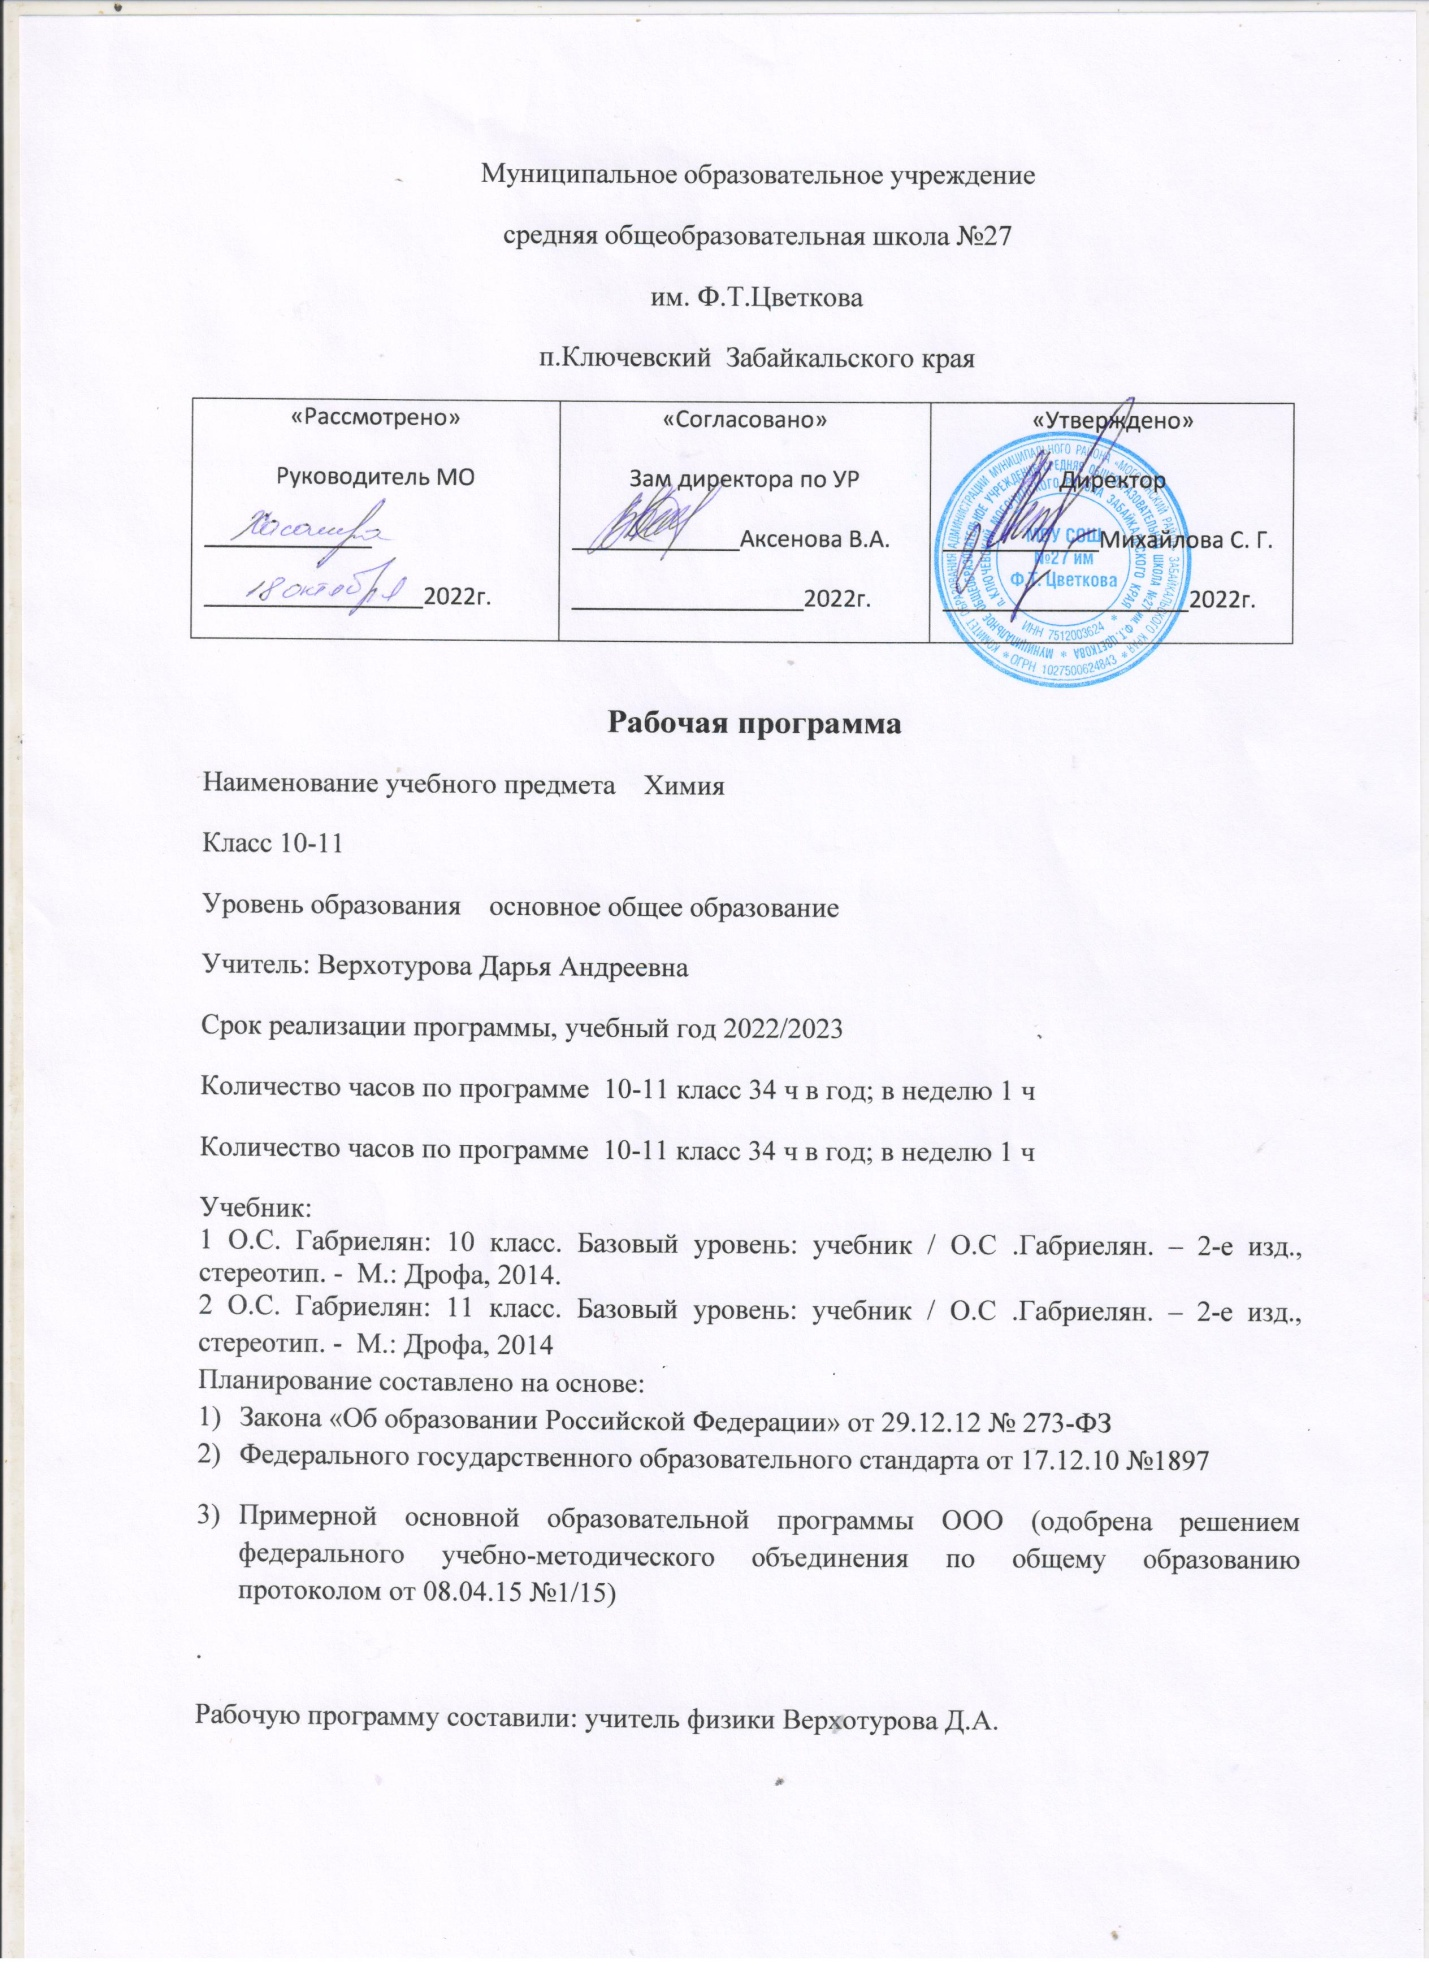 Муниципальное образовательное учреждение
средняя общеобразовательная школа №27
им. Ф.Т.Цветкова
п.Ключевский Забайкальского края
«Рассмотрено»
Руководитель МО
18 октября 2022г.
«Согласовано»
Зам директора по УР
Аксенова В.А.
2022г.
«Утверждено»
Директор
Михайлова С. Г.
2022г.
МОУ СОШ
№27 им
Ф.Т. Цветкова
ИНН 7512003624
ОГРН 1027500624843
Рабочая программа
Наименование учебного предмета Химия
Класс 10-11
Уровень образования основное общее образование
Учитель: Верхотурова Дарья Андреевна
Срок реализации программы, учебный год 2022/2023
Количество часов по программе 10-11 класс 34 ч в год; в неделю 1 ч
Количество часов по программе 10-11 класс 34 ч в год; в неделю 1 ч
Учебник:
1 О.С. Габриелян: 10 класс. Базовый уровень: учебник / О.С .Габриелян. – 2-е изд.,
стереотип. - М.: Дрофа, 2014.
2 О.С. Габриелян: 11 класс. Базовый уровень: учебник / О.С .Габриелян. – 2-е изд.,
стереотип. - М.: Дрофа, 2014
Планирование составлено на основе:
1) Закона «Об образовании Российской Федерации» от 29.12.12 № 273-ФЗ
2) Федерального государственного образовательного стандарта от 17.12.10 №1897
3) Примерной основной образовательной программы ООО (одобрена решением
федерального учебно-методического объединения по общему образованию
протоколом от 08.04.15 №1/15)
.
Рабочую программу составили: учитель физики Верхотурова Д.А.